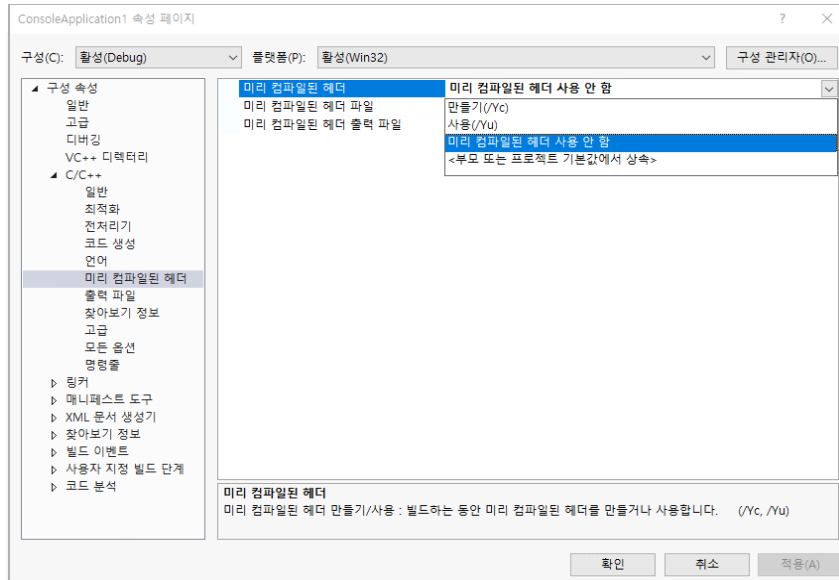 ConsoleApplication1 속성 페이지
구성(C): 활성(Debug) 플랫폼(P): 활성(Win32) 구성 관리자(O)...
구성 속성
일반
고급
디버깅
VC++ 디렉터리
C/C++
일반
최적화
전처리기
코드 생성
언어
미리 컴파일된 헤더
출력 파일
찾아보기 정보
고급
모든 옵션
명령줄
링커
매니페스트 도구
XML 문서 생성기
찾아보기 정보
빌드 이벤트
사용자 지정 빌드 단계
코드 분석
미리 컴파일된 헤더 미리 컴파일된 헤더 사용 안 함
미리 컴파일된 헤더 파일
미리 컴파일된 헤더 출력 파일
만들기(/Yc)
사용(/Yu)
미리 컴파일된 헤더 사용 안 함
<부모 또는 프로젝트 기본값에서 상속>
미리 컴파일된 헤더
미리 컴파일된 헤더 만들기/사용 : 빌드하는 동안 미리 컴파일된 헤더를 만들거나 사용합니다. (/Yc, /Yu)
확인 취소 적용(A)